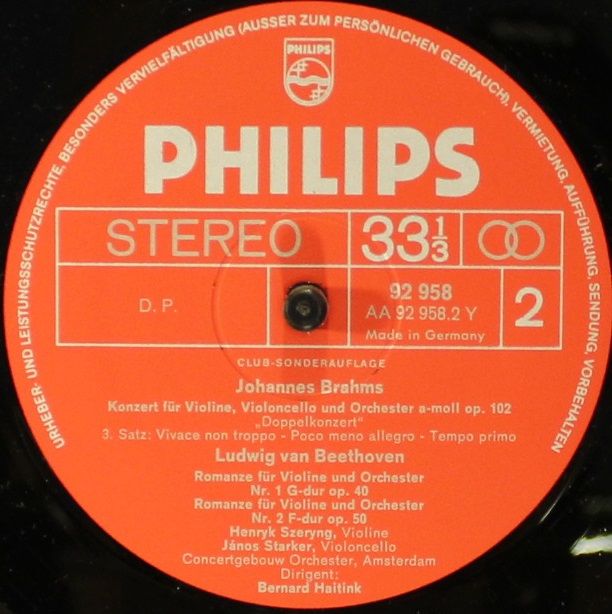 URHEBER- UND LEISTUNGSSCHUTZRECHTE, BESONDERS VERVIELFÄLTIGUNG (AUSSER ZUM PERSÖNLICHEN GEBRAUCH), VERMIETUNG, AUFFÜHRUNG, SENDUNG, VORBEHALTEN
PHILIPS
PHILIPS
STEREO
33⅓
D. P.
92 958
AA 92 958.2 Y
Made in Germany
2
CLUB-SONDERAUFLAGE
Johannes Brahms
Konzert für Violine, Violoncello und Orchester a-moll op. 102
„Doppelkonzert“
3. Satz: Vivace non troppo - Poco meno allegro - Tempo primo
Ludwig van Beethoven
Romanze für Violine und Orchester
Nr. 1 G-dur op. 40
Romanze für Violine und Orchester
Nr. 2 F-dur op. 50
Henryk Szeryng, Violine
János Starker, Violoncello
Concertgebouw Orchester, Amsterdam
Dirigent:
Bernard Haitink